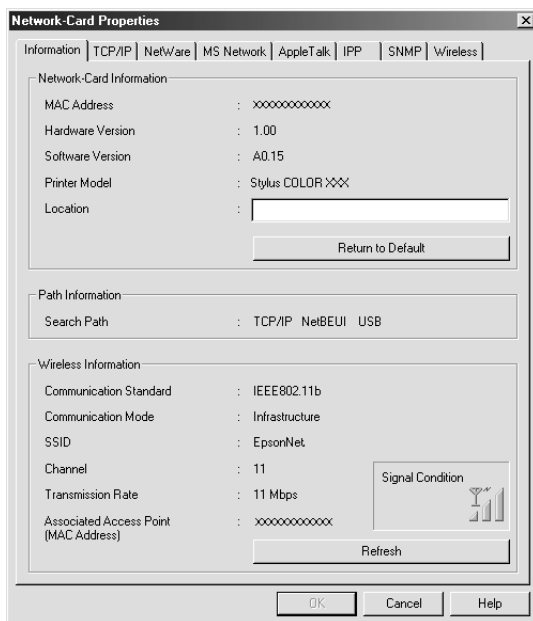 Network-Card Properties
Information TCP/IP NetWare MS Network AppleTalk IPP SNMP Wireless
Network-Card Information
MAC Address : xxxxxxxxxxxx
Hardware Version : 1.00
Software Version : A0.15
Printer Model : Stylus COLOR XXX
Location :
Return to Default
Path Information
Search Path : TCP/IP NetBEUI USB
Wireless Information
Communication Standard : IEEE802.11b
Communication Mode : Infrastructure
SSID : EpsonNet
Channel : 11
Signal Condition
Transmission Rate : 11 Mbps
Associated Access Point : xxxxxxxxxxxx
(MAC Address)
Refresh
OK Cancel Help